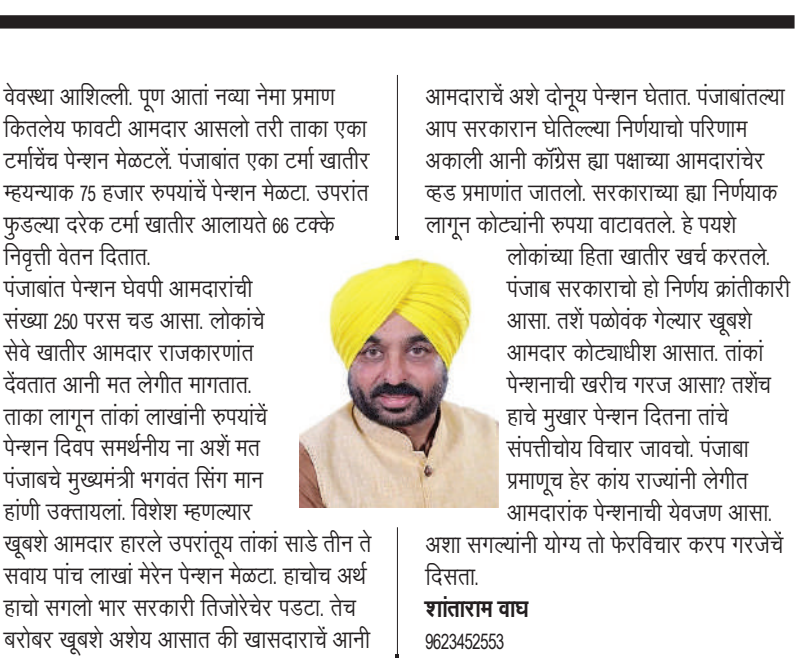 वेवस्था आशिल्ली. पूण आतां नव्या नेमा प्रमाण
कितलेय फावटी आमदार आसलो तरी ताका एका
टर्माचेंच पेन्शन मेळटलें. पंजाबांत एका टर्मा खातीर
म्हयन्याक 75 हजार रुपयांचें पेन्शन मेळटा. उपरांत
फुडल्या दरेक टर्मा खातीर आलायते 66 टक्के
निवृत्ती वेतन दितात.
पंजाबांत पेन्शन घेवपी आमदारांची
संख्या 250 परस चड आसा. लोकांचे
सेवे खातीर आमदार राजकारणांत
देंवतात आनी मत लेगीत मागतात.
ताका लागून तांकां लाखांनी रुपयांचें
पेन्शन दिवप समर्थनीय ना अशें मत
पंजाबचे मुख्यमंत्री भगवंत सिंग मान
हांणी उक्तायलां. विशेश म्हणल्यार
खूबशे आमदार हारले उपरांतूय तांकां साडे तीन ते
सवाय पांच लाखां मेरेन पेन्शन मेळटा. हाचोच अर्थ
हाचो सगलो भार सरकारी तिजोरेचेर पडटा. तेच
बरोबर खूबशे अशेय आसात की खासदाराचें आनी
आमदाराचें अशे दोनूय पेन्शन घेतात. पंजाबांतल्या
आप सरकारान घेतिल्ल्या निर्णयाचो परिणाम
अकाली आनी कॉंग्रेस ह्या पक्षाच्या आमदारांचेर
व्हड प्रमाणांत जातलो. सरकाराच्या ह्या निर्णयाक
लागून कोट्यांनी रुपया वाटावतले. हे पयशे
लोकांच्या हिता खातीर खर्च करतले.
पंजाब सरकाराचो हो निर्णय क्रांतीकारी
आसा. तशें पळोवंक गेल्यार खूबशे
आमदार कोट्याधीश आसात. तांकां
पेन्शनाची खरीच गरज आसा? तशेंच
हाचे मुखार पेन्शन दितना तांचे
संपत्तीचोय विचार जावचो. पंजाबा
प्रमाणूच हेर कांय राज्यांनी लेगीत
आमदारांक पेन्शनाची येवजण आसा.
अशा सगल्यांनी योग्य तो फेरविचार करप गरजेचें
दिसता.
शांताराम वाघ
9623452553